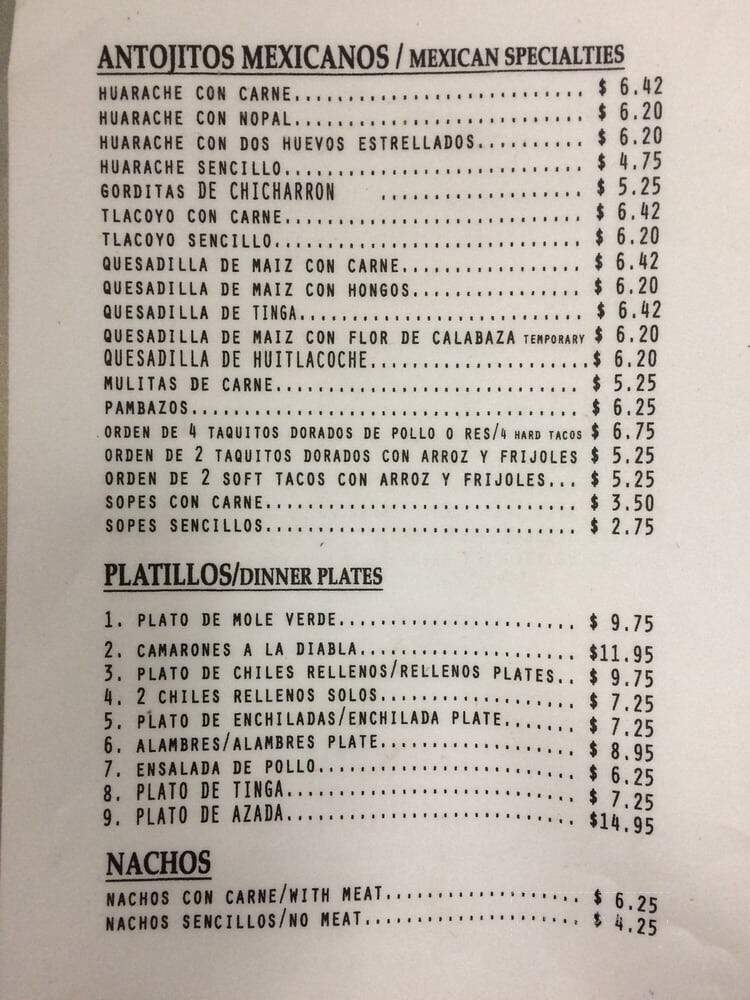 ANTOJITOS MEXICANOS / MEXICAN SPECIALTIES
HUARACHE CON CARNE........................... $ 6.42
HUARACHE CON NOPAL........................... $ 6.20
HUARACHE CON DOS HUEVOS ESTRELLADOS.......... $ 6.20
HUARACHE SENCILLO............................ $ 4.75
GORDITAS DE CHICHARRON ................... $ 5.25
TLACOYO CON CARNE............................ $ 6.42
TLACOYO SENCILLO............................. $ 6.20
QUESADILLA DE MAIZ CON CARNE................. $ 6.42
QUESADILLA DE MAIZ CON HONGOS................ $ 6.20
QUESADILLA DE TINGA.......................... $ 6.42
QUESADILLA DE MAIZ CON FLOR DE CALABAZA TEMPORARY $ 6.20
QUESADILLA DE HUITLACOCHE.....................$ 6.20
MULITAS DE CARNE............................. $ 5.25
PAMBAZOS..................................... $ 6.25
ORDEN DE 4 TAQUITOS DORADOS DE POLLO O RES/4 HARD TACOS $ 6.75
ORDEN DE 2 TAQUITOS DORADOS CON ARROZ Y FRIJOLES $ 5.25
ORDEN DE 2 SOFT TACOS CON ARROZ Y FRIJOLES... $ 5.25
SOPES CON CARNE.............................. $ 3.50
SOPES SENCILLOS.............................. $ 2.75
PLATILLOS/DINNER PLATES
1. PLATO DE MOLE VERDE....................... $ 9.75
2. CAMARONES A LA DIABLA..................... $11.95
3. PLATO DE CHILES RELLENOS/RELLENOS PLATES.. $ 9.75
4. 2 CHILES RELLENOS SOLOS................... $ 7.25
5. PLATO DE ENCHILADAS/ENCHILADA PLATE....... $ 7.25
6. ALAMBRES/ALAMBRES PLATE................... $ 8.95
7. ENSALADA DE POLLO......................... $ 6.25
8. PLATO DE TINGA............................ $ 7.25
9. PLATO DE AZADA............................ $14.95
NACHOS
NACHOS CON CARNE/WITH MEAT................... $ 6.25
NACHOS SENCILLOS/NO MEAT..................... $ 4.25